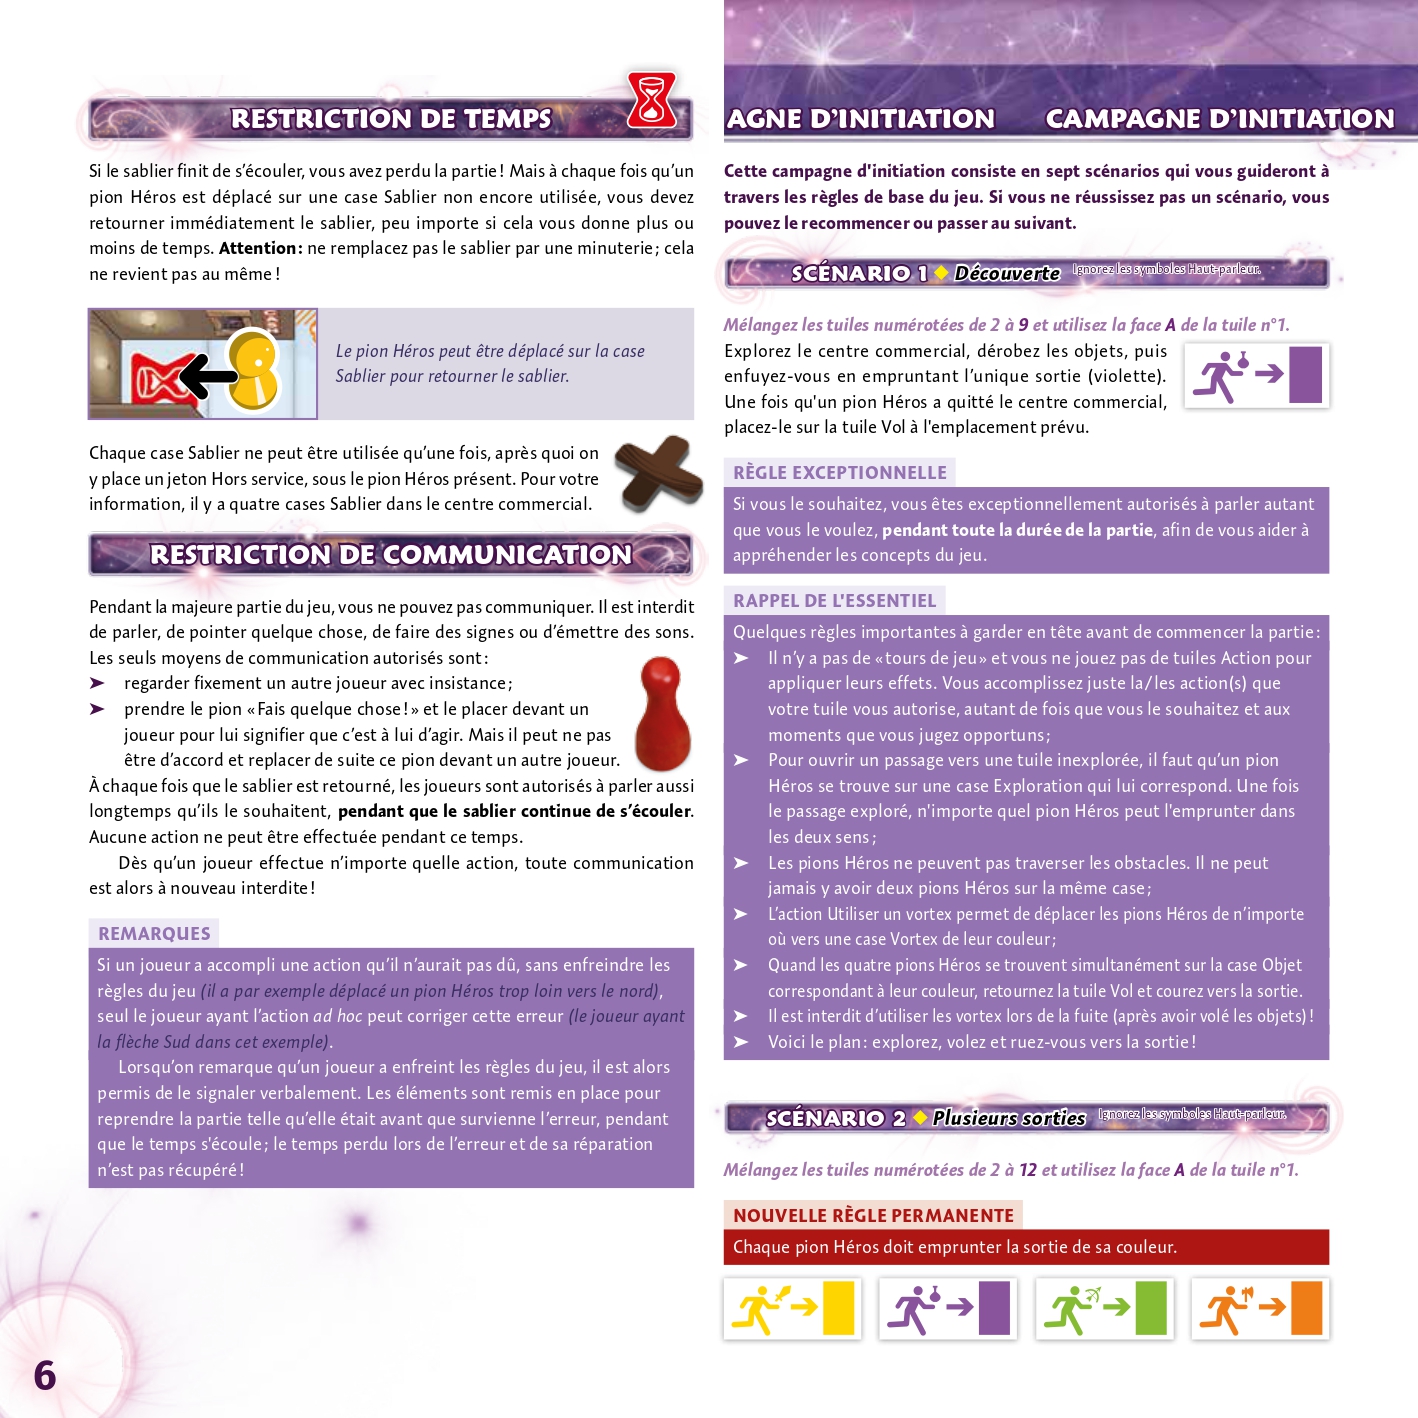 RESTRICTION DE TEMPS
Si le sablier finit de s’écouler, vous avez perdu la partie ! Mais à chaque fois qu’un
pion Héros est déplacé sur une case Sablier non encore utilisée, vous devez
retourner immédiatement le sablier, peu importe si cela vous donne plus ou
moins de temps. Attention : ne remplacez pas le sablier par une minuterie ; cela
ne revient pas au même !
Le pion Héros peut être déplacé sur la case
Sablier pour retourner le sablier.
Chaque case Sablier ne peut être utilisée qu’une fois, après quoi on
y place un jeton Hors service, sous le pion Héros présent. Pour votre
information, il y a quatre cases Sablier dans le centre commercial.
RESTRICTION DE COMMUNICATION
Pendant la majeure partie du jeu, vous ne pouvez pas communiquer. Il est interdit
de parler, de pointer quelque chose, de faire des signes ou d’émettre des sons.
Les seuls moyens de communication autorisés sont :
➤ regarder fixement un autre joueur avec insistance ;
➤ prendre le pion « Fais quelque chose ! » et le placer devant un
joueur pour lui signifier que c’est à lui d’agir. Mais il peut ne pas
être d’accord et replacer de suite ce pion devant un autre joueur.
À chaque fois que le sablier est retourné, les joueurs sont autorisés à parler aussi
longtemps qu’ils le souhaitent, pendant que le sablier continue de s’écouler.
Aucune action ne peut être effectuée pendant ce temps.
Dès qu’un joueur effectue n’importe quelle action, toute communication
est alors à nouveau interdite !
REMARQUES
Si un joueur a accompli une action qu’il n’aurait pas dû, sans enfreindre les
règles du jeu (il a par exemple déplacé un pion Héros trop loin vers le nord),
seul le joueur ayant l’action ad hoc peut corriger cette erreur (le joueur ayant
la flèche Sud dans cet exemple).
Lorsqu’on remarque qu’un joueur a enfreint les règles du jeu, il est alors
permis de le signaler verbalement. Les éléments sont remis en place pour
reprendre la partie telle qu’elle était avant que survienne l’erreur, pendant
que le temps s'écoule ; le temps perdu lors de l’erreur et de sa réparation
n’est pas récupéré !
6
AGNE D’INITIATION CAMPAGNE D’INITIATION
Cette campagne d'initiation consiste en sept scénarios qui vous guideront à
travers les règles de base du jeu. Si vous ne réussissez pas un scénario, vous
pouvez le recommencer ou passer au suivant.
SCÉNARIO 1 ◆ Découverte Ignorez les symboles Haut-parleur.
Mélangez les tuiles numérotées de 2 à 9 et utilisez la face A de la tuile n°1.
Explorez le centre commercial, dérobez les objets, puis
enfuyez-vous en empruntant l’unique sortie (violette).
Une fois qu'un pion Héros a quitté le centre commercial,
placez-le sur la tuile Vol à l'emplacement prévu.
RÈGLE EXCEPTIONNELLE
Si vous le souhaitez, vous êtes exceptionnellement autorisés à parler autant
que vous le voulez, pendant toute la durée de la partie, afin de vous aider à
appréhender les concepts du jeu.
RAPPEL DE L'ESSENTIEL
Quelques règles importantes à garder en tête avant de commencer la partie :
➤ Il n’y a pas de « tours de jeu » et vous ne jouez pas de tuiles Action pour
appliquer leurs effets. Vous accomplissez juste la / les action(s) que
votre tuile vous autorise, autant de fois que vous le souhaitez et aux
moments que vous jugez opportuns ;
➤ Pour ouvrir un passage vers une tuile inexplorée, il faut qu’un pion
Héros se trouve sur une case Exploration qui lui correspond. Une fois
le passage exploré, n'importe quel pion Héros peut l'emprunter dans
les deux sens ;
➤ Les pions Héros ne peuvent pas traverser les obstacles. Il ne peut
jamais y avoir deux pions Héros sur la même case ;
➤ L’action Utiliser un vortex permet de déplacer les pions Héros de n’importe
où vers une case Vortex de leur couleur ;
➤ Quand les quatre pions Héros se trouvent simultanément sur la case Objet
correspondant à leur couleur, retournez la tuile Vol et courez vers la sortie.
➤ Il est interdit d’utiliser les vortex lors de la fuite (après avoir volé les objets) !
➤ Voici le plan : explorez, volez et ruez-vous vers la sortie !
SCÉNARIO 2 ◆ Plusieurs sorties Ignorez les symboles Haut-parleur.
Mélangez les tuiles numérotées de 2 à 12 et utilisez la face A de la tuile n°1.
NOUVELLE RÈGLE PERMANENTE
Chaque pion Héros doit emprunter la sortie de sa couleur.